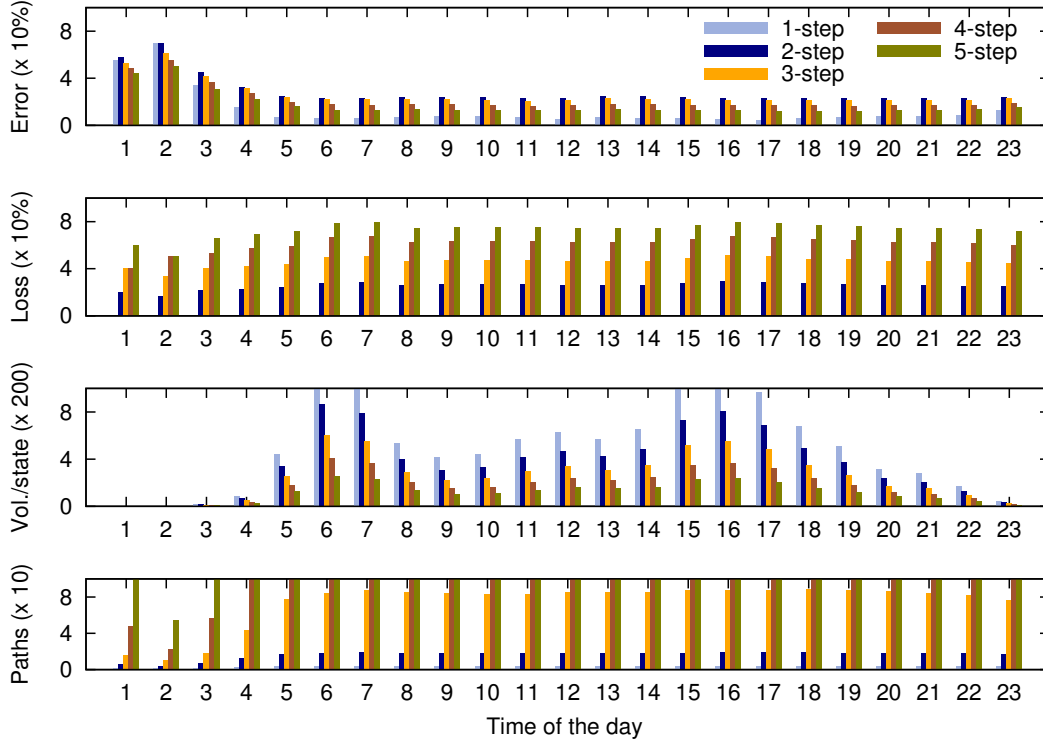 Error (x 10%)
8
4
0
1-step
2-step
3-step
4-step
5-step
1 2 3 4 5 6 7 8 9 10 11 12 13 14 15 16 17 18 19 20 21 22 23
Loss (x 10%)
8
4
0
1 2 3 4 5 6 7 8 9 10 11 12 13 14 15 16 17 18 19 20 21 22 23
Vol./state (x 200)
8
4
0
1 2 3 4 5 6 7 8 9 10 11 12 13 14 15 16 17 18 19 20 21 22 23
Paths (x 10)
8
4
0
1 2 3 4 5 6 7 8 9 10 11 12 13 14 15 16 17 18 19 20 21 22 23
Time of the day